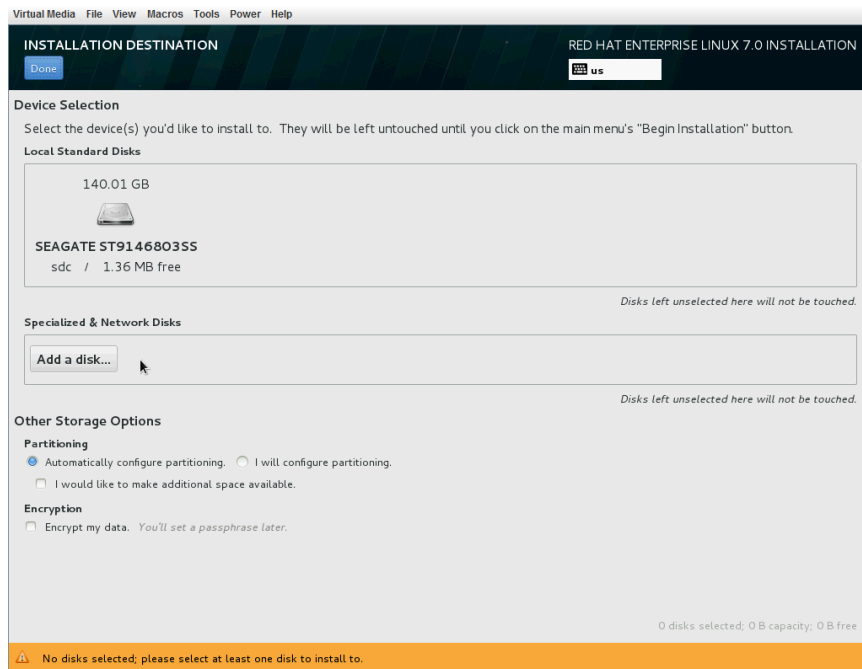 Virtual Media File View Macros Tools Power Help
INSTALLATION DESTINATION
RED HAT ENTERPRISE LINUX 7.0 INSTALLATION
Done
us
Device Selection
Select the device(s) you'd like to install to. They will be left untouched until you click on the main menu's "Begin Installation" button.
Local Standard Disks
140.01 GB
SEAGATE ST9146803SS
sdc / 1.36 MB free
Disks left unselected here will not be touched.
Specialized & Network Disks
Add a disk...
Disks left unselected here will not be touched.
Other Storage Options
Partitioning
Automatically configure partitioning. I will configure partitioning.
I would like to make additional space available.
Encryption
Encrypt my data. You'll set a passphrase later.
0 disks selected; 0 B capacity; 0 B free
No disks selected; please select at least one disk to install to.